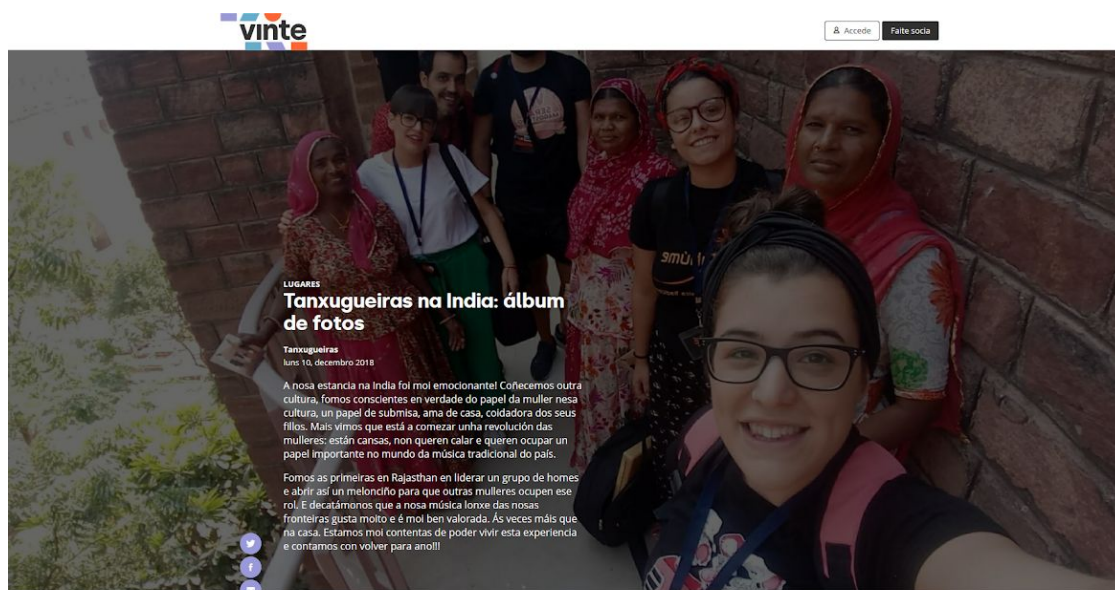 vinte
Accede
Faite socia
LUGARES
Tanxugueiras na India: álbum
de fotos
Tanxugueiras
luns 10, decembro 2018
A nosa estancia na India foi moi emocionante! Coñecemos outra
cultura, fomos conscientes en verdade do papel da muller nesa
cultura, un papel de submisa, ama de casa, coidadora dos seus
fillos. Mais vimos que está a comezar unha revolución das
mulleres: están cansas, non queren calar e queren ocupar un
papel importante no mundo da música tradicional do país.
Fomos as primeiras en Rajasthan en liderar un grupo de homes
e abrir así un melonciño para que outras mulleres ocupen ese
rol. E decatámonos que a nosa música lonxe das nosas
fronteiras gusta moito e é moi ben valorada. Ás veces máis que
na casa. Estamos moi contentas de poder vivir esta experiencia
e contamos con volver para ano!!!